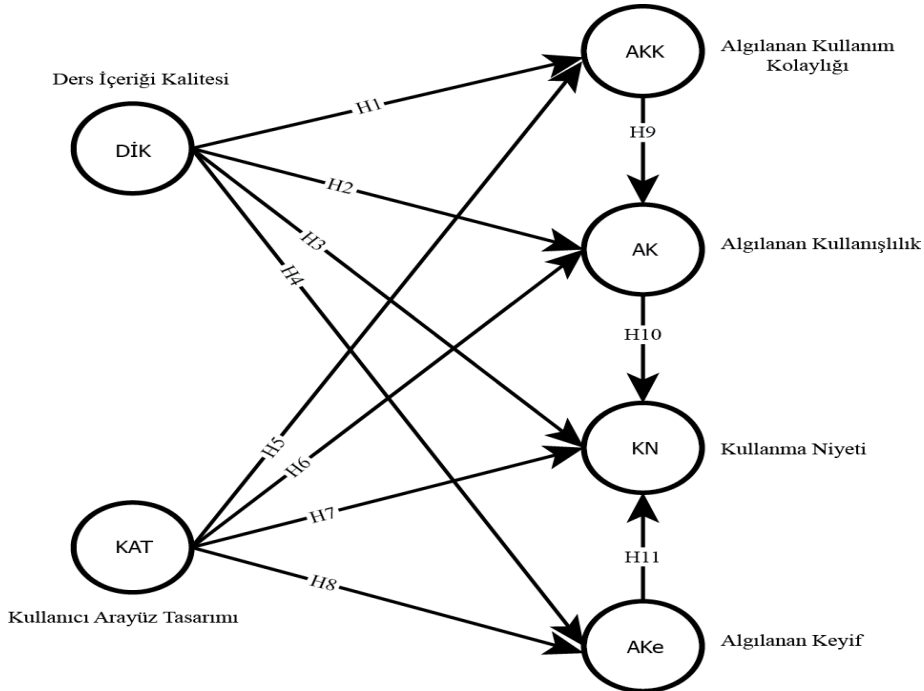 AKK
Algılanan Kullanım
Kolaylığı
Ders İçeriği Kalitesi
H1
H9
DİK
H2
H3
AK
Algılanan Kullanışlılık
H4
H10
H5
KN
Kullanma Niyeti
H6
H7
KAT
H11
H8
Kullanıcı Arayüz Tasarımı
AKe
Algılanan Keyif